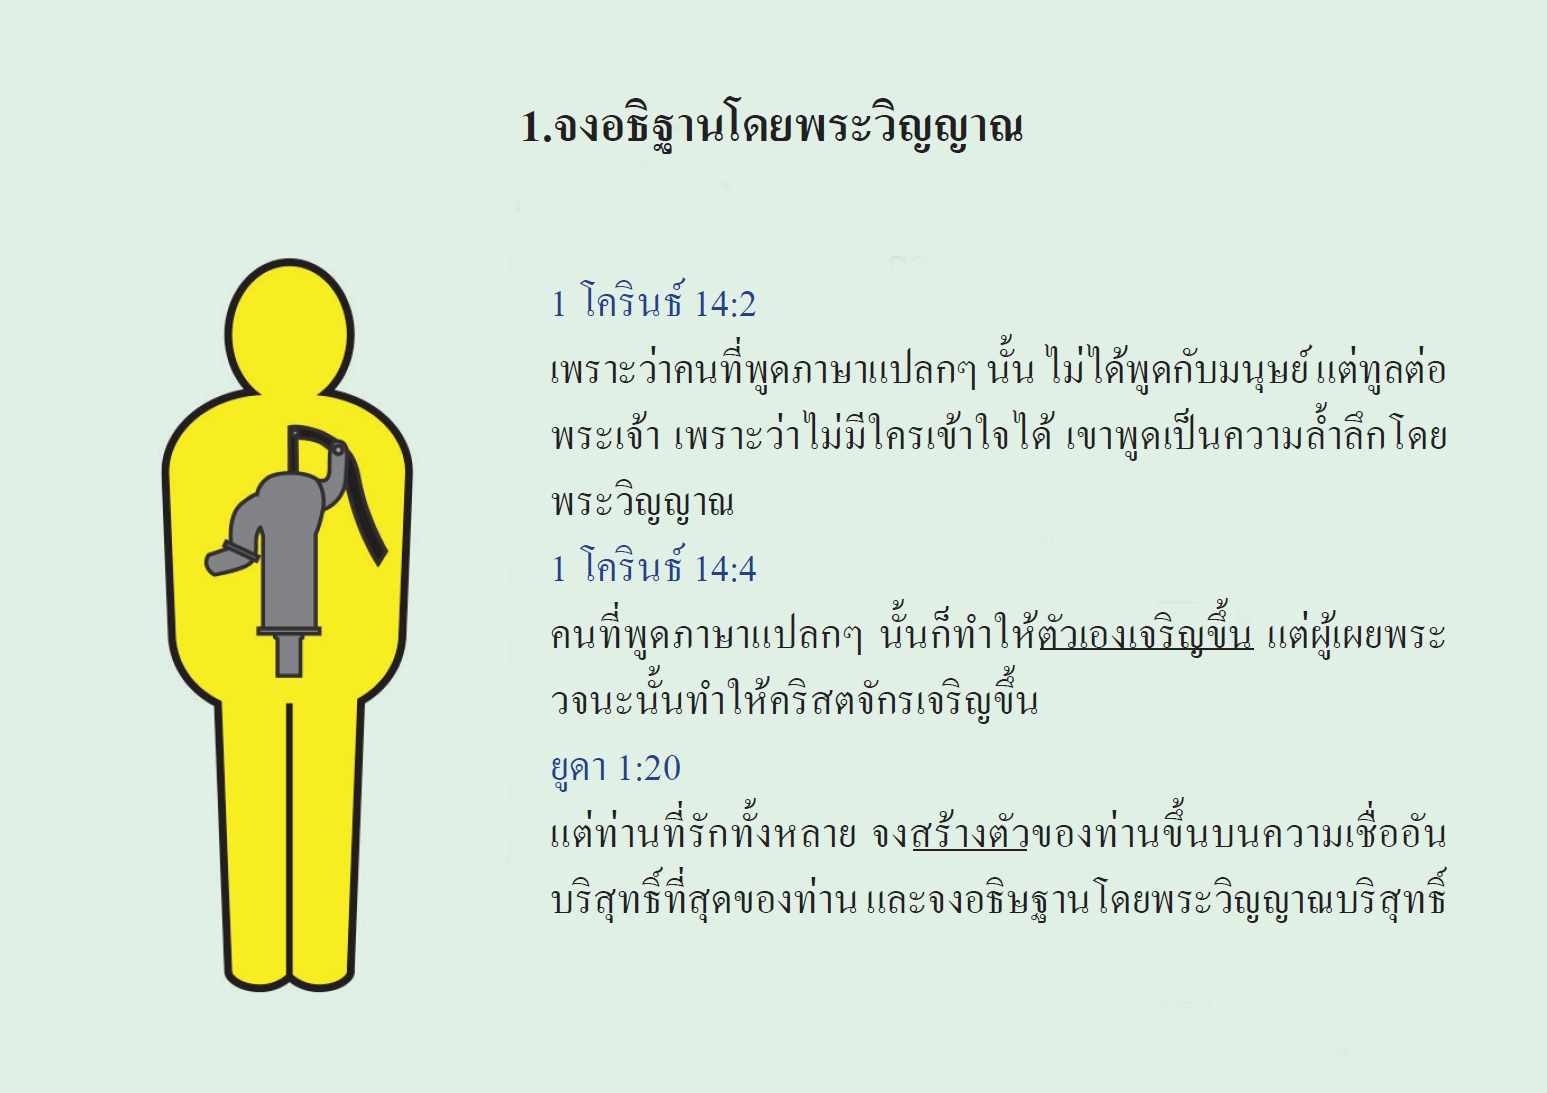 1.จงอธิฐานโดยพระวิญญาณ
1 โครินธ์ 14:2
เพราะว่าคนที่พูดภาษาแปลกๆ นั้น ไม่ได้พูดกับมนุษย์ แต่ทูลต่อ
พระเจ้า เพราะว่าไม่มีใครเข้าใจได้ เขาพูดเป็นความล้ำลึกโดย
พระวิญญาณ
1 โครินธ์ 14:4
คนที่พูดภาษาแปลกๆ นั้นก็ทำให้ตัวเองเจริญขึ้น แต่ผู้เผยพระ
วจนะนั้นทำให้คริสตจักรเจริญขึ้น
ยูดา 1:20
แต่ท่านที่รักทั้งหลาย จงสร้างตัวของท่านขึ้นบนความเชื่ออัน
บริสุทธิ์ที่สุดของท่าน และจงอธิษฐานโดยพระวิญญาณบริสุทธิ์